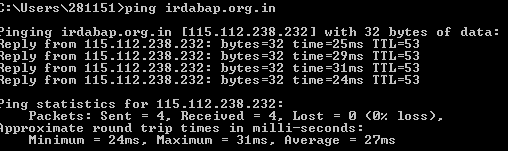 C:\Users\281151>ping irdabap.org.in
Pinging irdabap.org.in [115.112.238.232] with 32 bytes of data:
Reply from 115.112.238.232: bytes=32 time=25ms TTL=53
Reply from 115.112.238.232: bytes=32 time=29ms TTL=53
Reply from 115.112.238.232: bytes=32 time=31ms TTL=53
Reply from 115.112.238.232: bytes=32 time=24ms TTL=53
Ping statistics for 115.112.238.232:
Packets: Sent = 4, Received = 4, Lost = 0 (0% loss),
Approximate round trip times in milli-seconds:
Minimum = 24ms, Maximum = 31ms, Average = 27ms